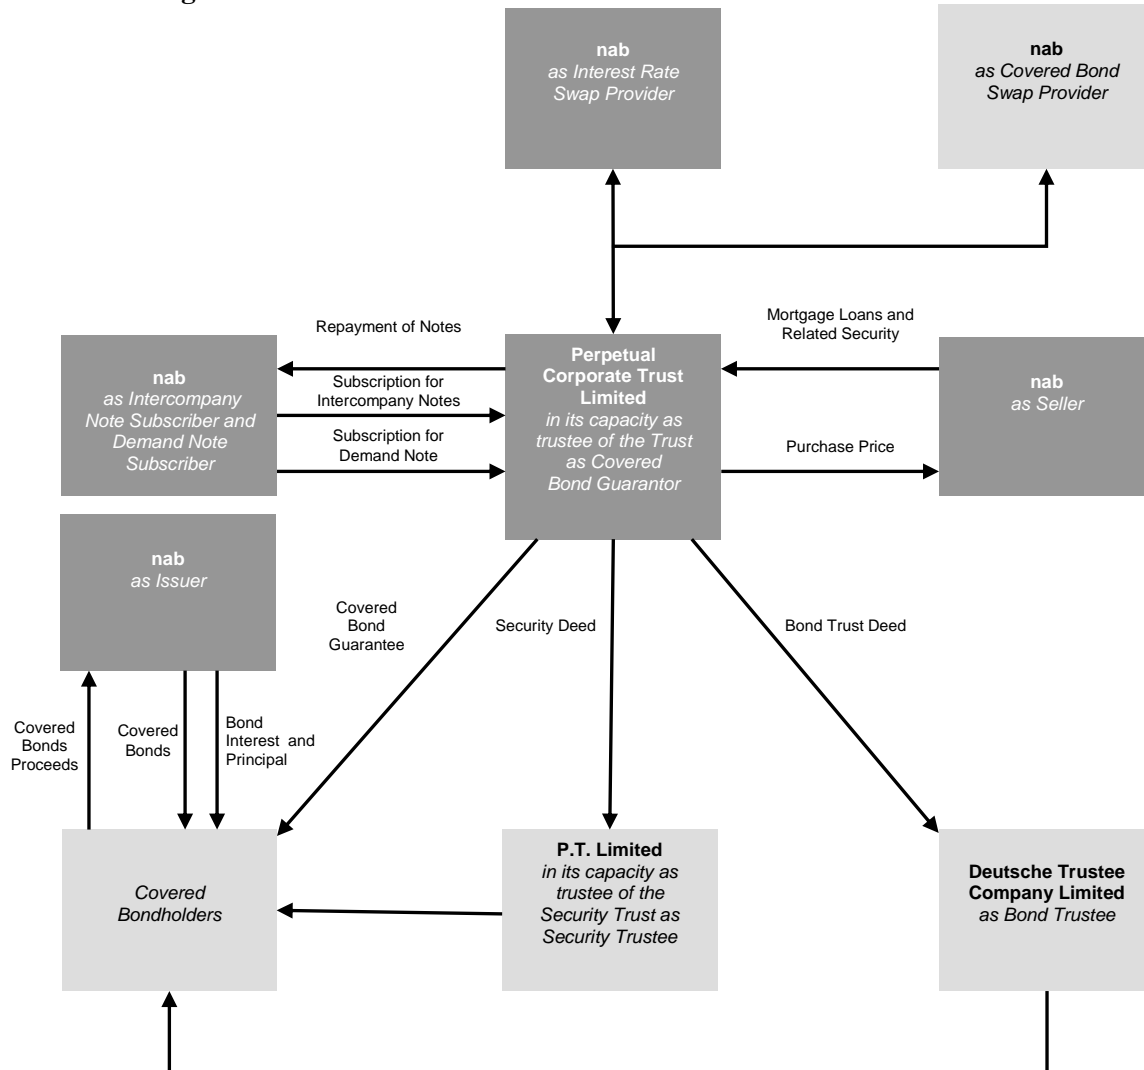 nab
as Interest Rate
Swap Provider
nab
as Covered Bond
Swap Provider
Repayment of Notes
Mortgage Loans and
Related Security
nab
as Intercompany
Note Subscriber and
Demand Note
Subscriber
Subscription for
Intercompany Notes
Subscription for
Demand Note
Perpetual
Corporate Trust
Limited
in its capacity as
trustee of the Trust
as Covered
Bond Guarantor
Purchase Price
nab
as Seller
nab
as Issuer
Covered
Bond
Guarantee
Security Deed
Bond Trust Deed
Covered
Bonds
Proceeds
Covered
Bonds
Bond
Interest and
Principal
Covered
Bondholders
P.T. Limited
in its capacity as
trustee of the
Security Trust as
Security Trustee
Deutsche Trustee
Company Limited
as Bond Trustee